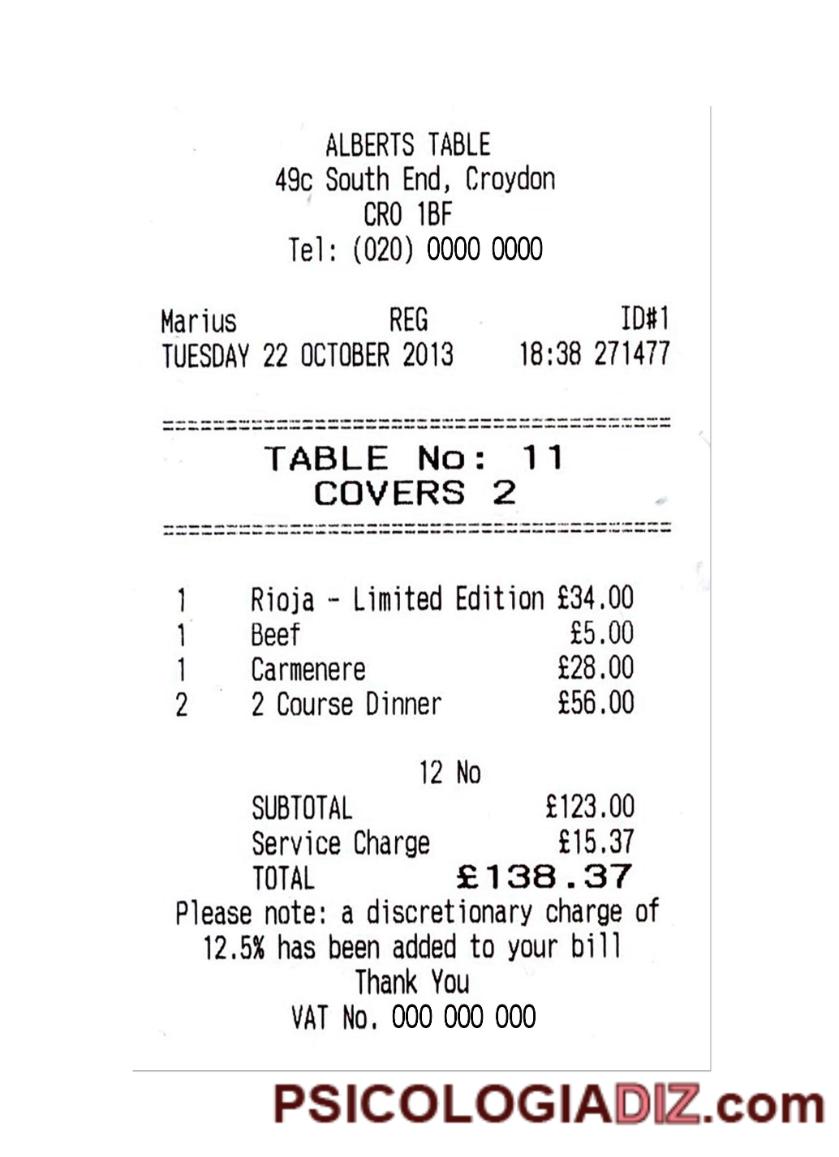 ALBERTS TABLE
49c South End, Croydon
CR0 1BF
Tel: (020) 0000 0000
Marius REG ID#1
TUESDAY 22 OCTOBER 2013 18:38 271477
==========================================
TABLE No: 11
COVERS 2
==========================================
1 Rioja - Limited Edition £34.00
1 Beef £5.00
1 Carmenere £28.00
2 2 Course Dinner £56.00
12 No
SUBTOTAL £123.00
Service Charge £15.37
TOTAL £138.37
Please note: a discretionary charge of
12.5% has been added to your bill
Thank You
VAT No. 000 000 000
PSICOLOGIADIZ.com